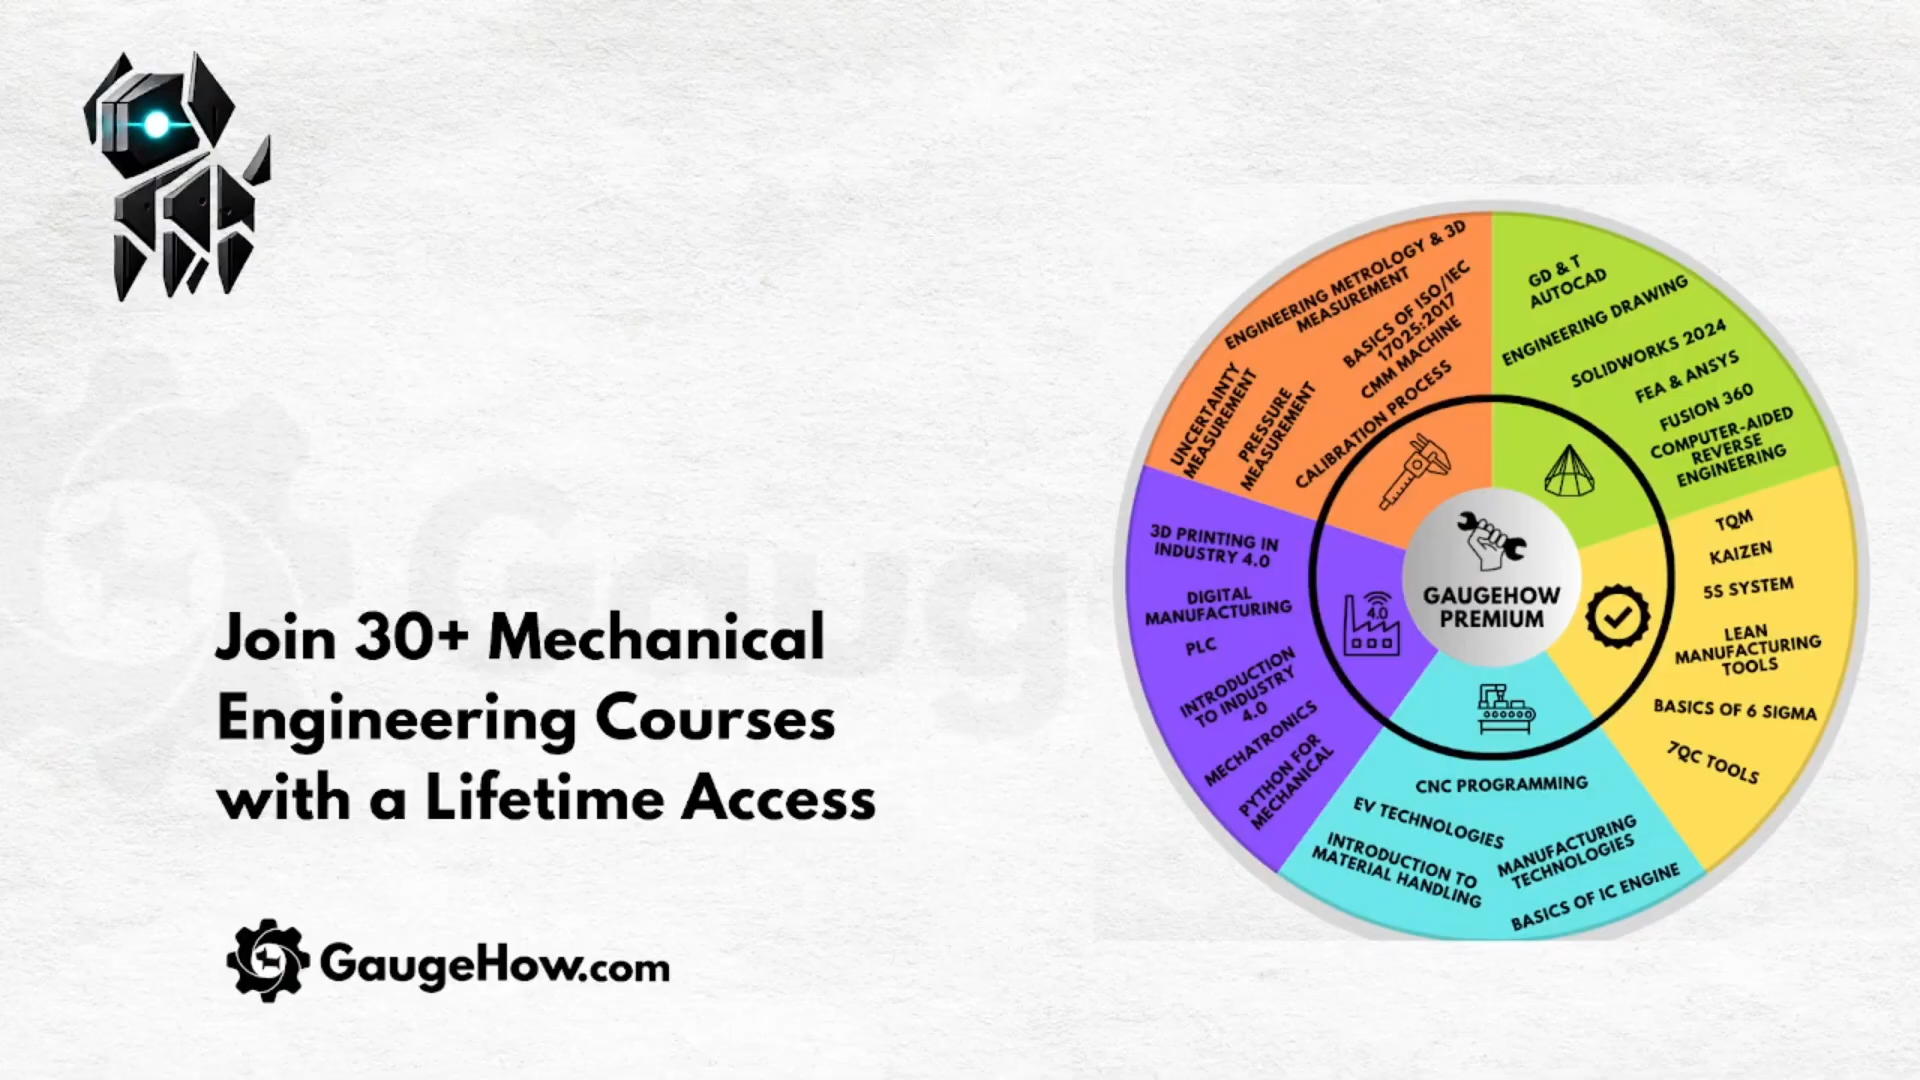 Join 30+ Mechanical
Engineering Courses
with a Lifetime Access
GaugeHow.com
ENGINEERING METROLOGY & 3D
MEASUREMENT
BASICS OF ISO/IEC
17025:2017
CMM MACHINE
CALIBRATION PROCESS
PRESSURE
MEASUREMENT
UNCERTAINTY
MEASUREMENT
GD & T
AUTOCAD
ENGINEERING DRAWING
SOLIDWORKS 2024
FEA & ANSYS
FUSION 360
COMPUTER-AIDED
REVERSE
ENGINEERING
TQM
KAIZEN
5S SYSTEM
LEAN
MANUFACTURING
TOOLS
BASICS OF 6 SIGMA
7QC TOOLS
CNC PROGRAMMING
EV TECHNOLOGIES
MANUFACTURING
TECHNOLOGIES
INTRODUCTION TO
MATERIAL HANDLING
BASICS OF IC ENGINE
3D PRINTING IN
INDUSTRY 4.0
DIGITAL
MANUFACTURING
PLC
INTRODUCTION
TO INDUSTRY
4.0
MECHATRONICS
PYTHON FOR
MECHANICAL
4.0
GAUGEHOW
PREMIUM
Gaug